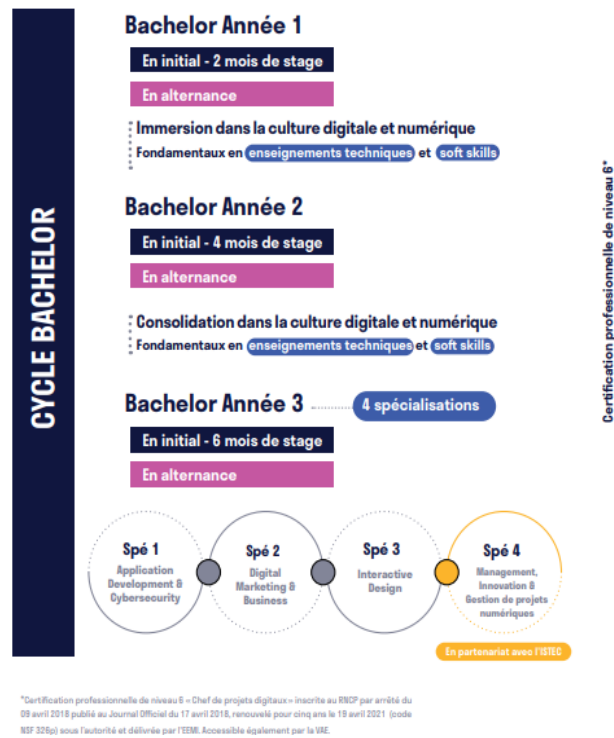 CYCLE BACHELOR
Bachelor Année 1
En initial - 2 mois de stage
En alternance
Immersion dans la culture digitale et numérique
Fondamentaux en enseignements techniques et soft skills
Bachelor Année 2
En initial - 4 mois de stage
En alternance
Consolidation dans la culture digitale et numérique
Fondamentaux en enseignements techniques et soft skills
Bachelor Année 3 4 spécialisations
En initial - 6 mois de stage
En alternance
Spé 1
Application
Development &
Cybersecurity
Spé 2
Digital
Marketing &
Business
Spé 3
Interactive
Design
Spé 4
Management,
Innovation &
Gestion de projets
numériques
En partenariat avec l'ISTEC
Certification professionnelle de niveau 6*
*Certification professionnelle de niveau 6 « Chef de projets digitaux » inscrite au RNCP par arrêté du
09 avril 2018 publié au Journal Officiel du 17 avril 2018, renouvelé pour cinq ans le 19 avril 2021 (code
NSF 326p) sous l'autorité et délivrée par l'EEMI. Accessible également par la VAE.